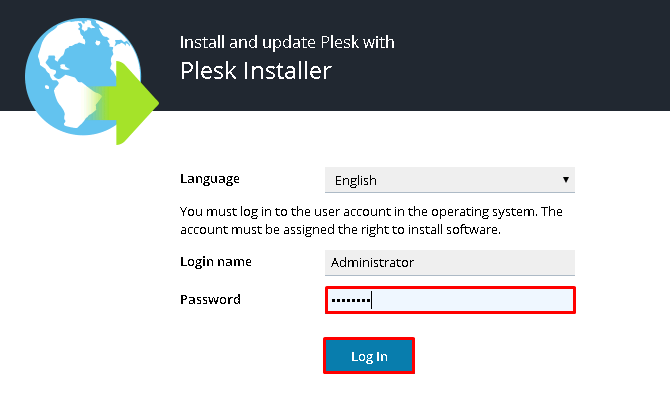 Install and update Plesk with
Plesk Installer
Language
English
You must log in to the user account in the operating system. The
account must be assigned the right to install software.
Login name
Administrator
Password
••••••••
Log In